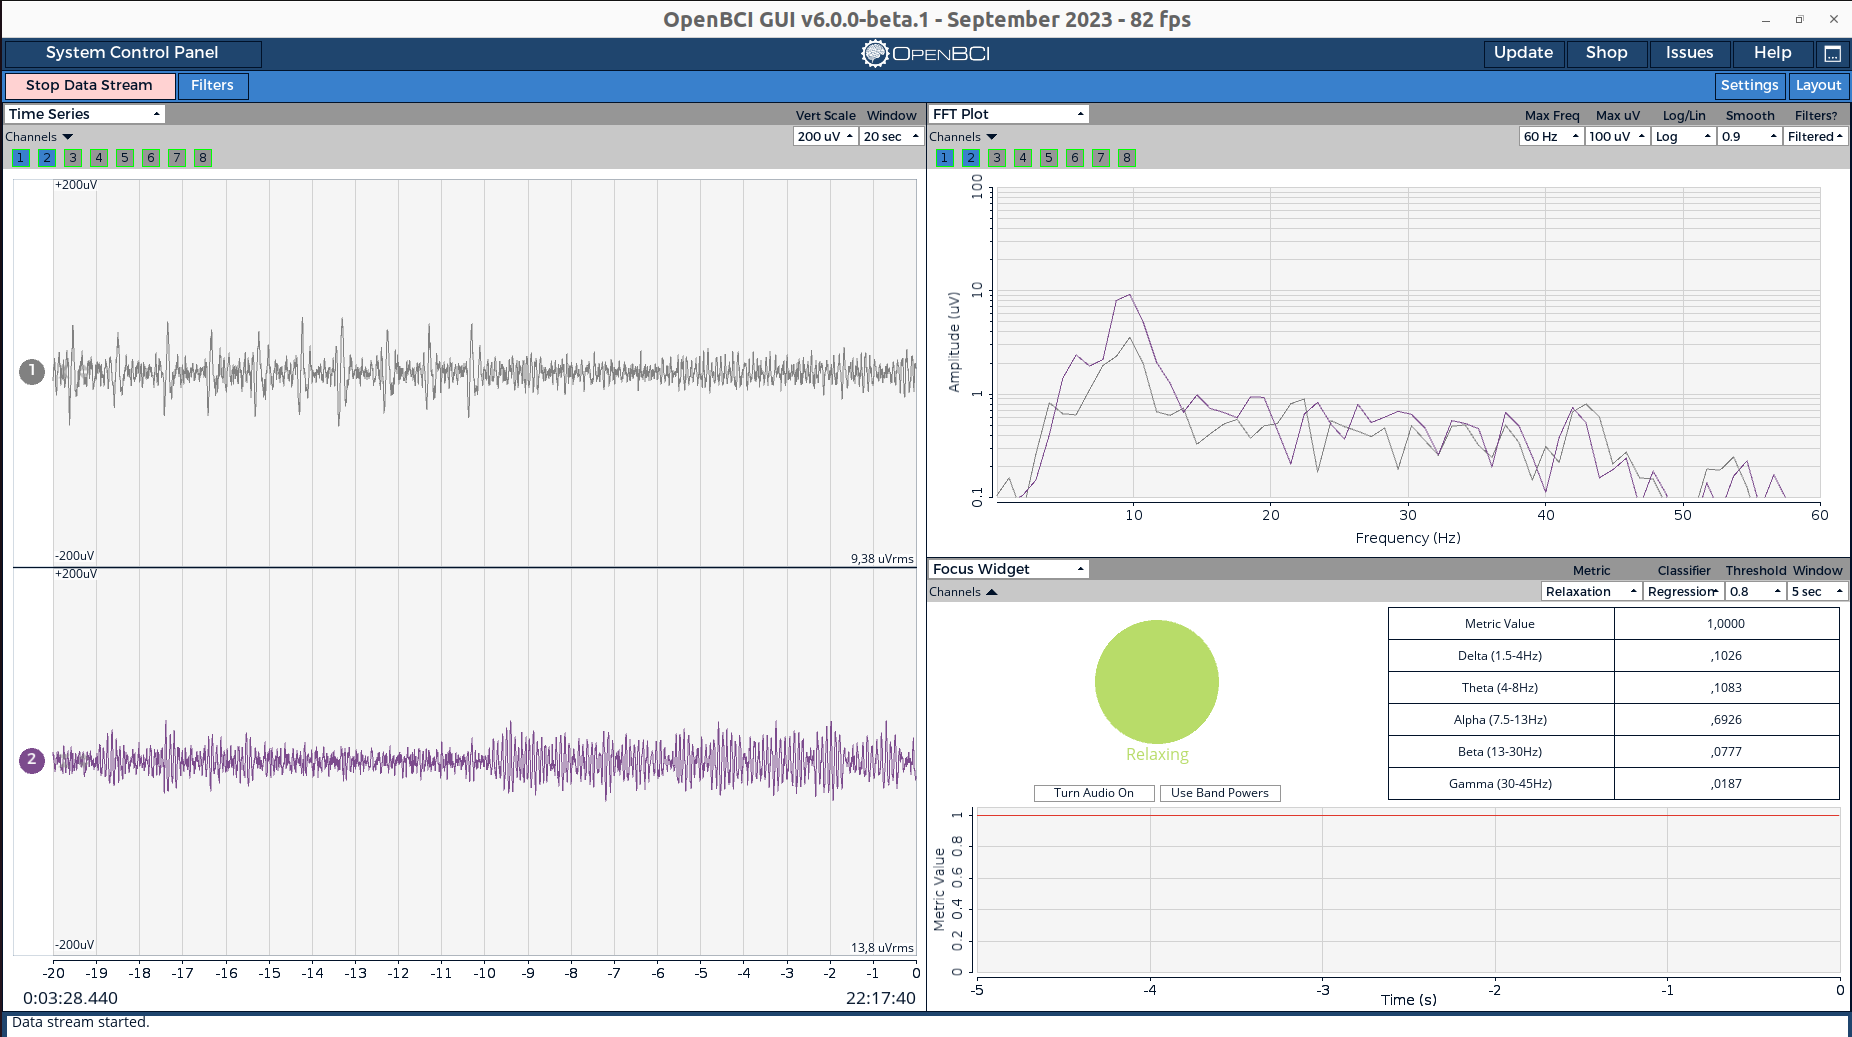 OpenBCI GUI v6.0.0-beta.1 - September 2023 - 82 fps
System Control Panel
OPENBCI
Update
Shop
Issues
Help
Stop Data Stream
Filters
Settings
Layout
Time Series
Vert Scale Window
Channels
200 uV
20 sec
1 2 3 4 5 6 7 8
+200uV
1
-200uV
9,38 uVrms
+200uV
2
-200uV
13,8 uVrms
-20 -19 -18 -17 -16 -15 -14 -13 -12 -11 -10 -9 -8 -7 -6 -5 -4 -3 -2 -1 0
0:03:28.440
22:17:40
FFT Plot
Max Freq Max uV Log/Lin Smooth Filters?
Channels
60 Hz
100 uV
Log
0.9
Filtered
1 2 3 4 5 6 7 8
Amplitude (uV)
100
10
1
0.1
10 20 30 40 50 60
Frequency (Hz)
Focus Widget
Metric Classifier Threshold Window
Channels
Relaxation
Regression
0.8
5 sec
Relaxing
Turn Audio On
Use Band Powers
Metric Value 1,0000
Delta (1.5-4Hz) ,1026
Theta (4-8Hz) ,1083
Alpha (7.5-13Hz) ,6926
Beta (13-30Hz) ,0777
Gamma (30-45Hz) ,0187
Metric Value
1
0.8
0.6
0.4
0.2
0
-5 -4 -3 -2 -1 0
Time (s)
Data stream started.